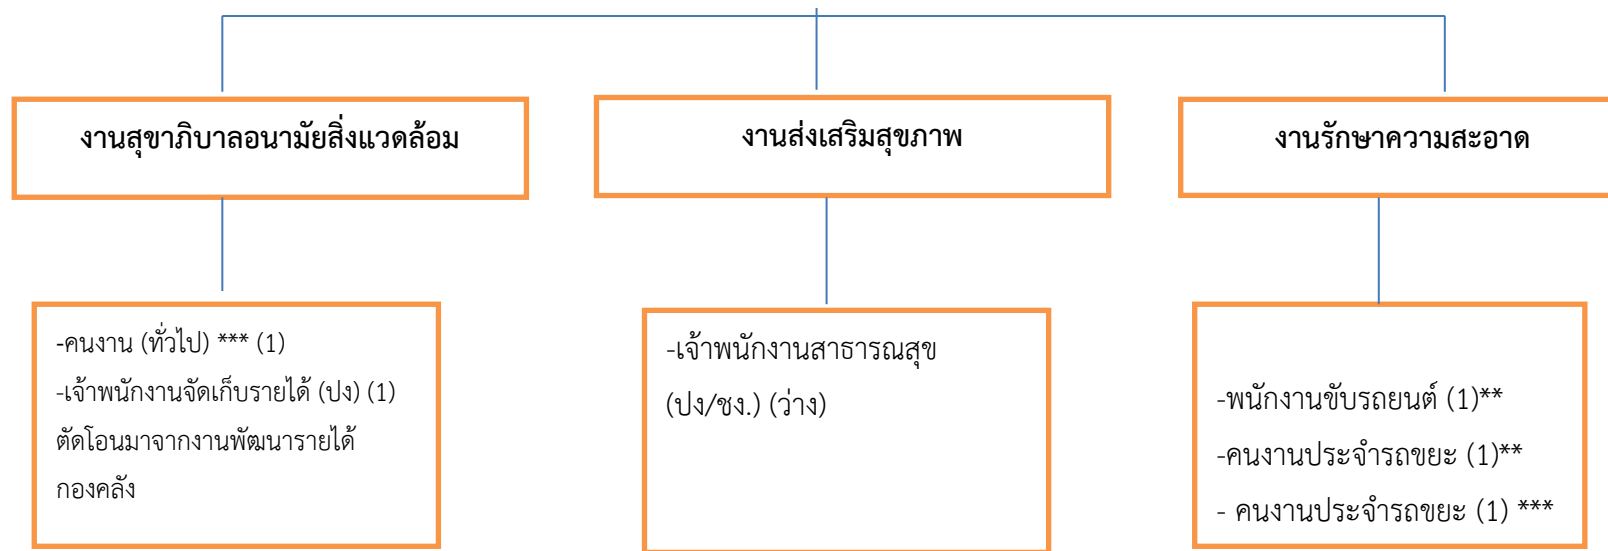 งานสุขาภิบาลอนามัยสิ่งแวดล้อม
งานส่งเสริมสุขภาพ
งานรักษาความสะอาด
-คนงาน (ทั่วไป) *** (1)
-เจ้าพนักงานจัดเก็บรายได้ (ปง) (1)
ตัดโอนมาจากงานพัฒนารายได้
กองคลัง
-เจ้าพนักงานสาธารณสุข
(ปง/ชง.) (ว่าง)
-พนักงานขับรถยนต์ (1)**
-คนงานประจำรถขยะ (1)**
- คนงานประจำรถขยะ (1) ***